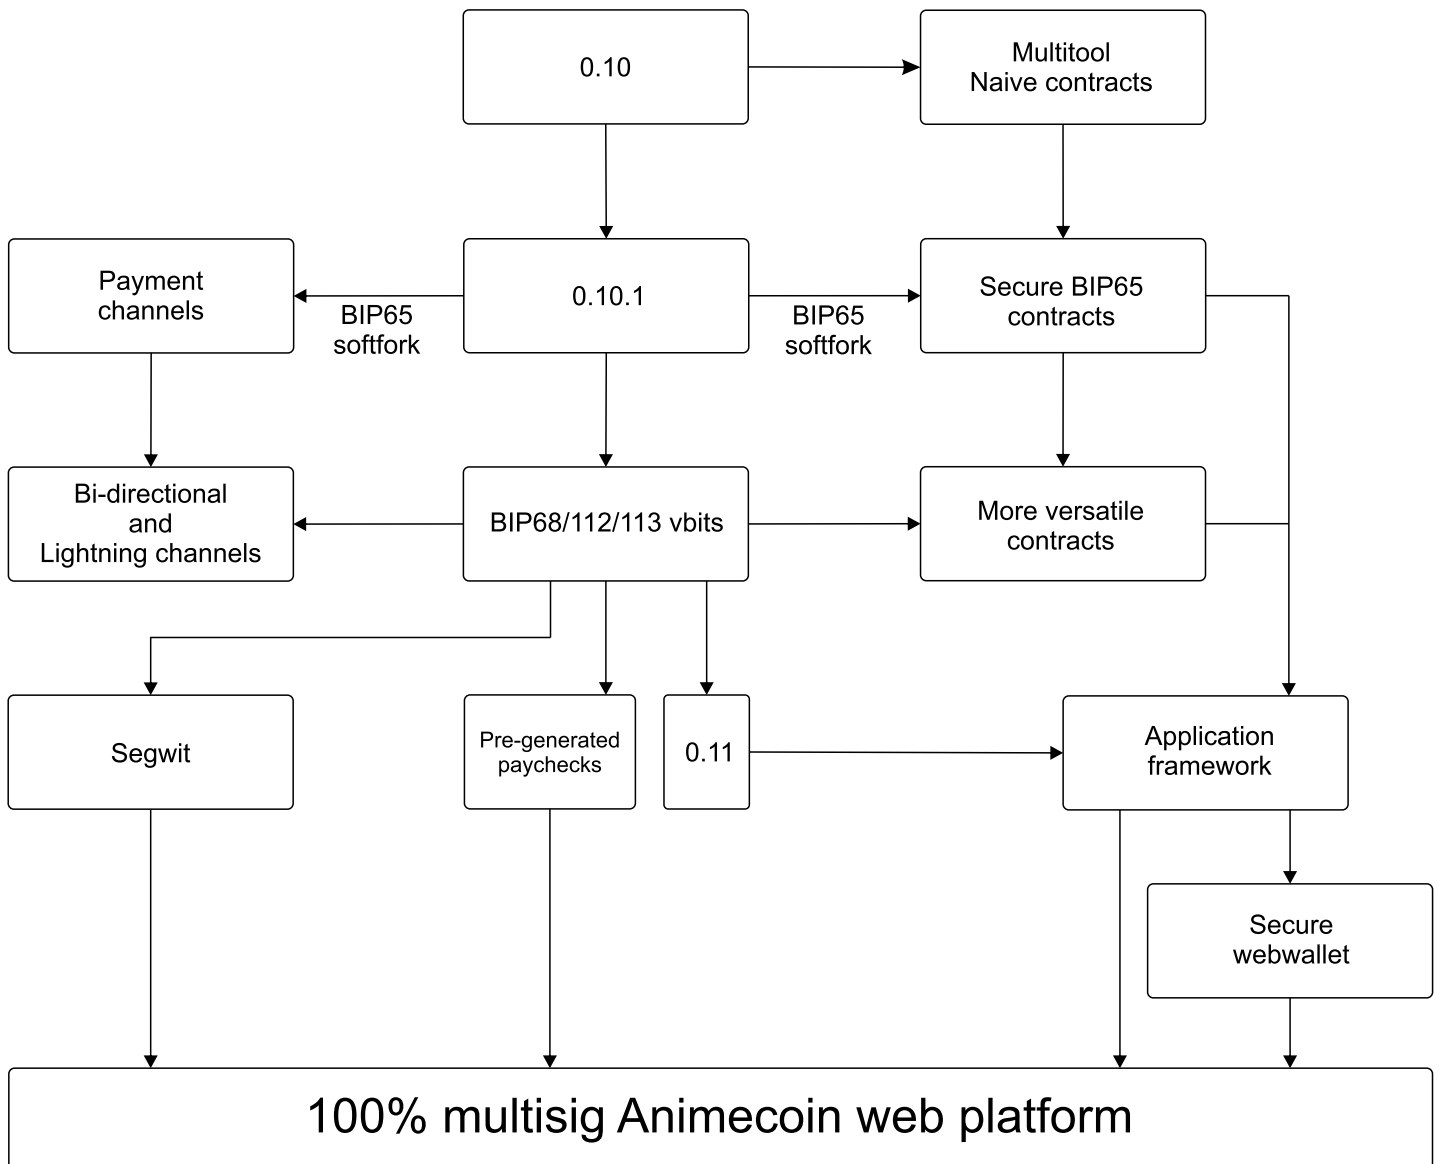 0.10
Multitool
Naive contracts
Payment
channels
BIP65
softfork
0.10.1
BIP65
softfork
Secure BIP65
contracts
Bi-directional
and
Lightning channels
BIP68/112/113 vbits
More versatile
contracts
Segwit
Pre-generated
paychecks
0.11
Application
framework
Secure
webwallet
100% multisig Animecoin web platform